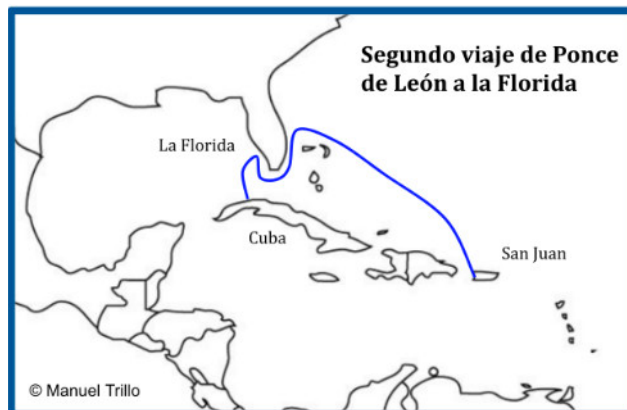 Segundo viaje de Ponce
de León a la Florida
La Florida
Cuba
San Juan
© Manuel Trillo